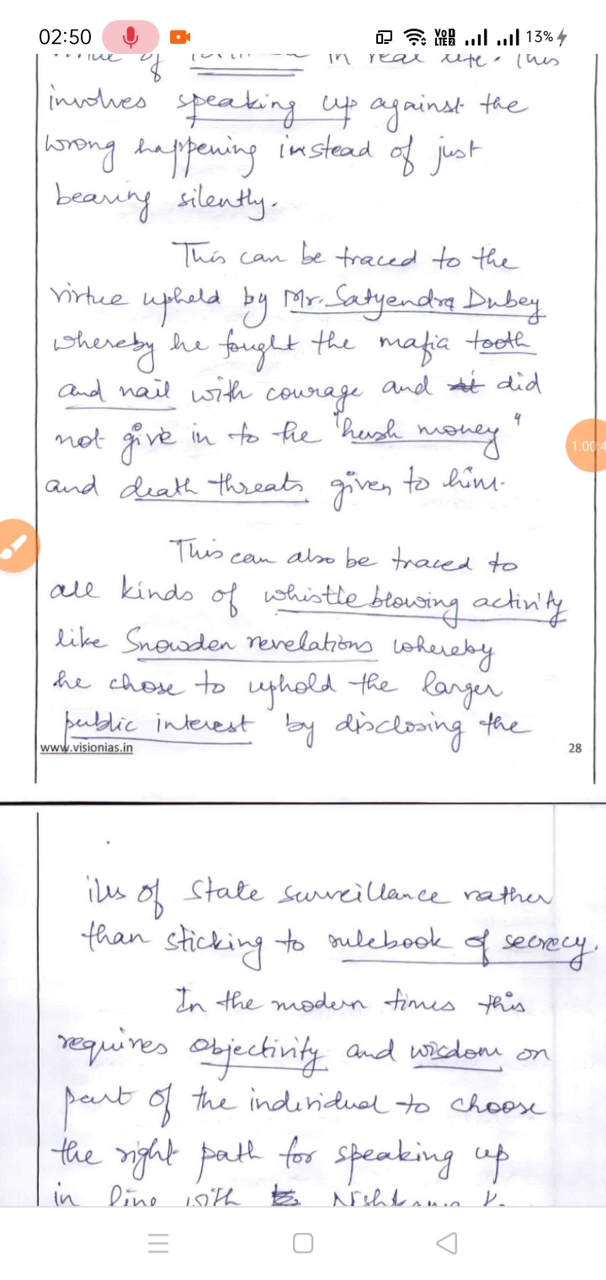 02:50
VoD LTE2 13%
in real life. This
involves speaking up against the
wrong happening instead of just
bearing silently.
This can be traced to the
virtue upheld by Mr. Satyendra Dubey
whereby he fought the mafia tooth
and nail with courage and did
not give in to the "hush money"
and death threats given to him.
1:00:4
This can also be traced to
all kinds of whistle blowing activity
like Snowden revelations whereby
he chose to uphold the larger
public interest by disclosing the
www.visionias.in
28
ills of State surveillance rather
than sticking to rulebook of secrecy.
In the modern times this
requires objectivity and wisdom on
part of the individual to choose
the right path for speaking up
in line with